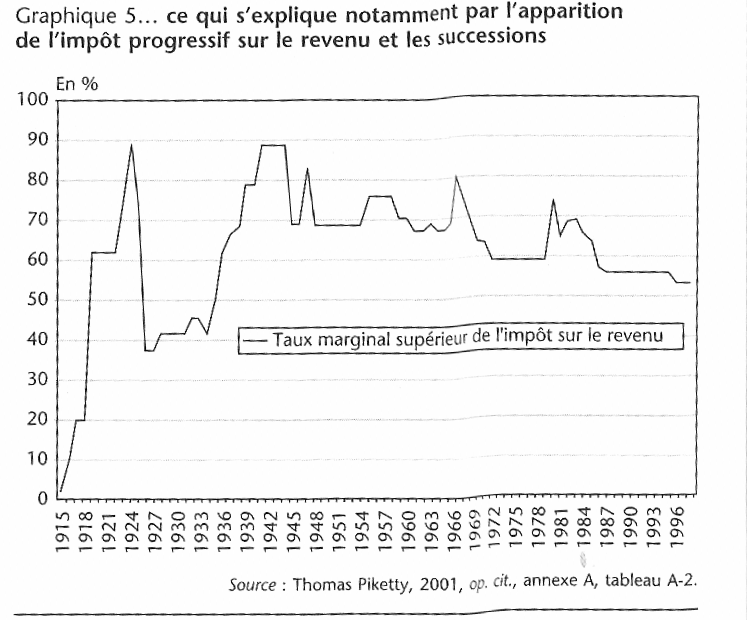 Graphique 5... ce qui s'explique notamment par l'apparition
de l'impôt progressif sur le revenu et les successions
En %
100
90
80
70
60
50
40
30
20
10
0
Taux marginal supérieur de l'impôt sur le revenu
1915 1918 1921 1924 1927 1930 1933 1936 1939 1942 1945 1948 1951 1954 1957 1960 1963 1966 1969 1972 1975 1978 1981 1984 1987 1990 1993 1996
Source : Thomas Piketty, 2001, op. cit., annexe A, tableau A-2.